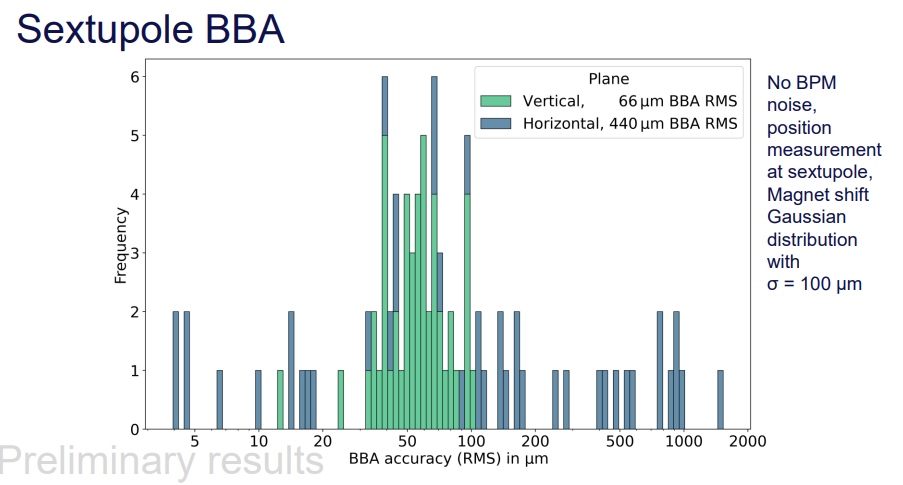 Sextupole BBA
Plane
Vertical, 66 μm BBA RMS
Horizontal, 440 μm BBA RMS
No BPM
noise,
position
measurement
at sextupole,
Magnet shift
Gaussian
distribution
with
σ = 100 μm
Frequency
6
5
4
3
2
1
0
5 10 20 50 100 200 500 1000 2000
BBA accuracy (RMS) in μm
Preliminary results